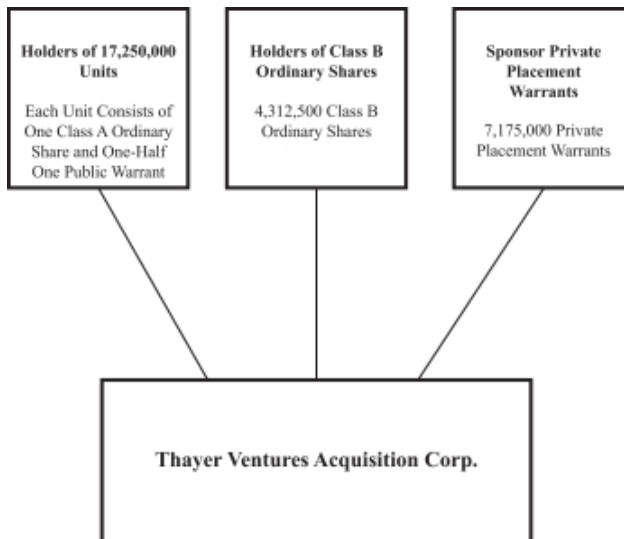 Holders of 17,250,000
Units
Each Unit Consists of
One Class A Ordinary
Share and One-Half
One Public Warrant
Holders of Class B
Ordinary Shares
4,312,500 Class B
Ordinary Shares
Sponsor Private
Placement
Warrants
7,175,000 Private
Placement Warrants
Thayer Ventures Acquisition Corp.